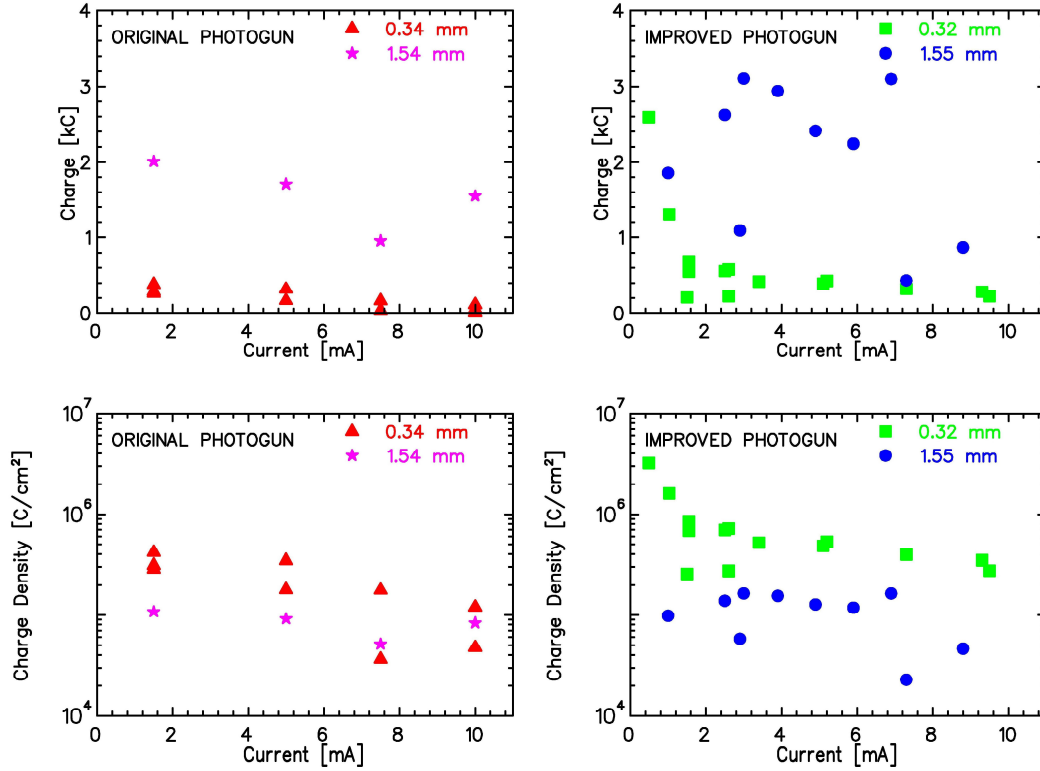 ORIGINAL PHOTOGUN
0.34 mm
1.54 mm
4
3
2
1
0
Charge [kC]
0 2 4 6 8 10
Current [mA]
IMPROVED PHOTOGUN
0.32 mm
1.55 mm
4
3
2
1
0
Charge [kC]
0 2 4 6 8 10
Current [mA]
ORIGINAL PHOTOGUN
0.34 mm
1.54 mm
10⁷
10⁶
10⁴
Charge Density [C/cm²]
0 2 4 6 8 10
Current [mA]
IMPROVED PHOTOGUN
0.32 mm
1.55 mm
10⁷
10⁶
10⁴
Charge Density [C/cm²]
0 2 4 6 8 10
Current [mA]